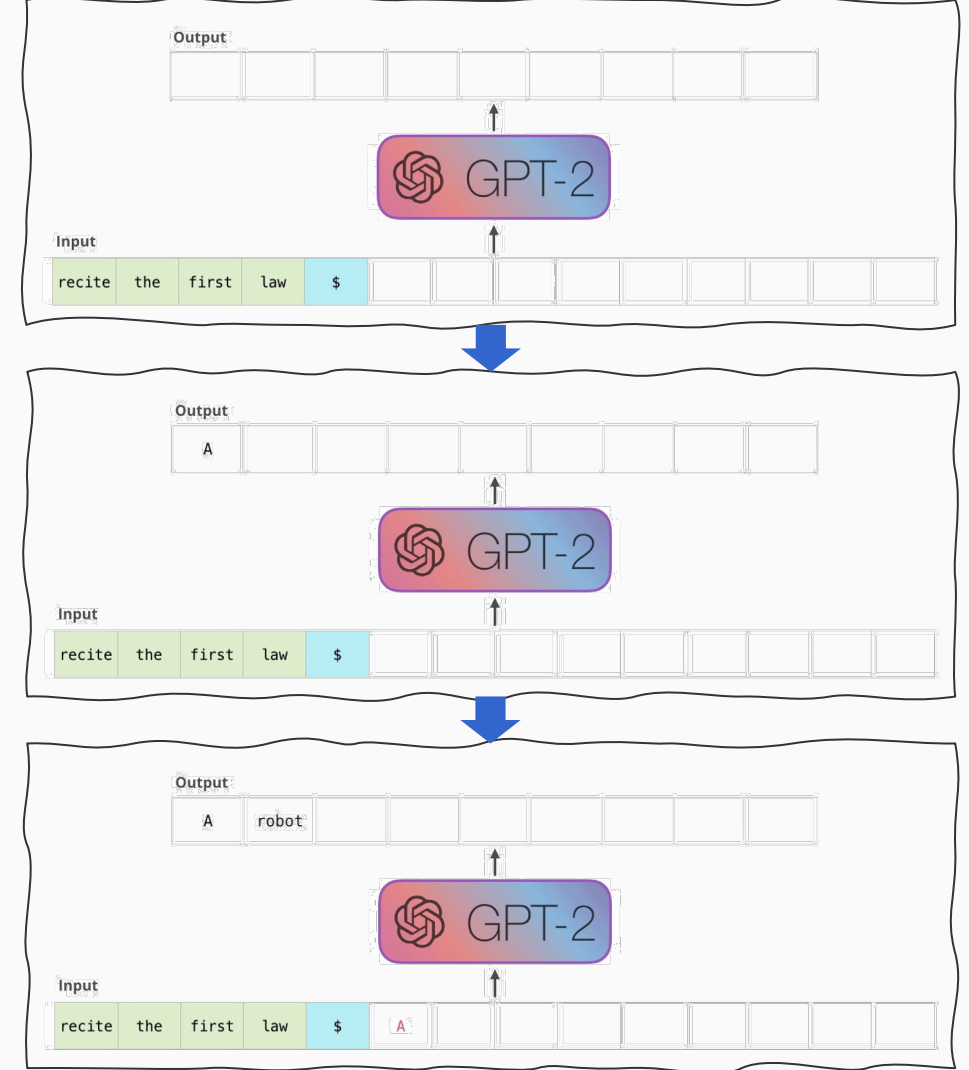 Output
GPT-2
Input
recite the first law $
Output
A
GPT-2
Input
recite the first law $
Output
A robot
GPT-2
Input
recite the first law $ A